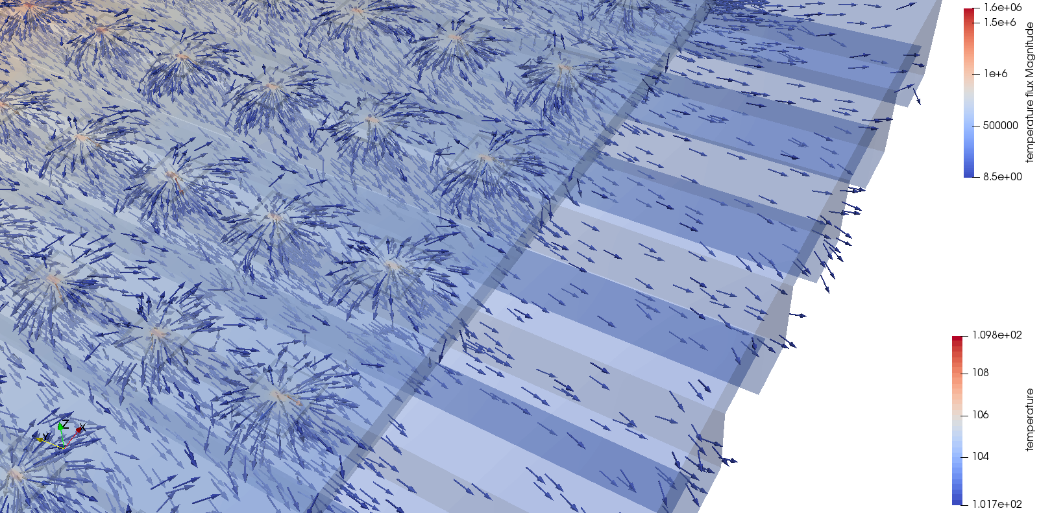 1.6e+06
1.5e+6
1e+6
500000
8.5e+00
temperature flux Magnitude
1.098e+02
108
106
104
1.017e+02
temperature
Z
X
Y